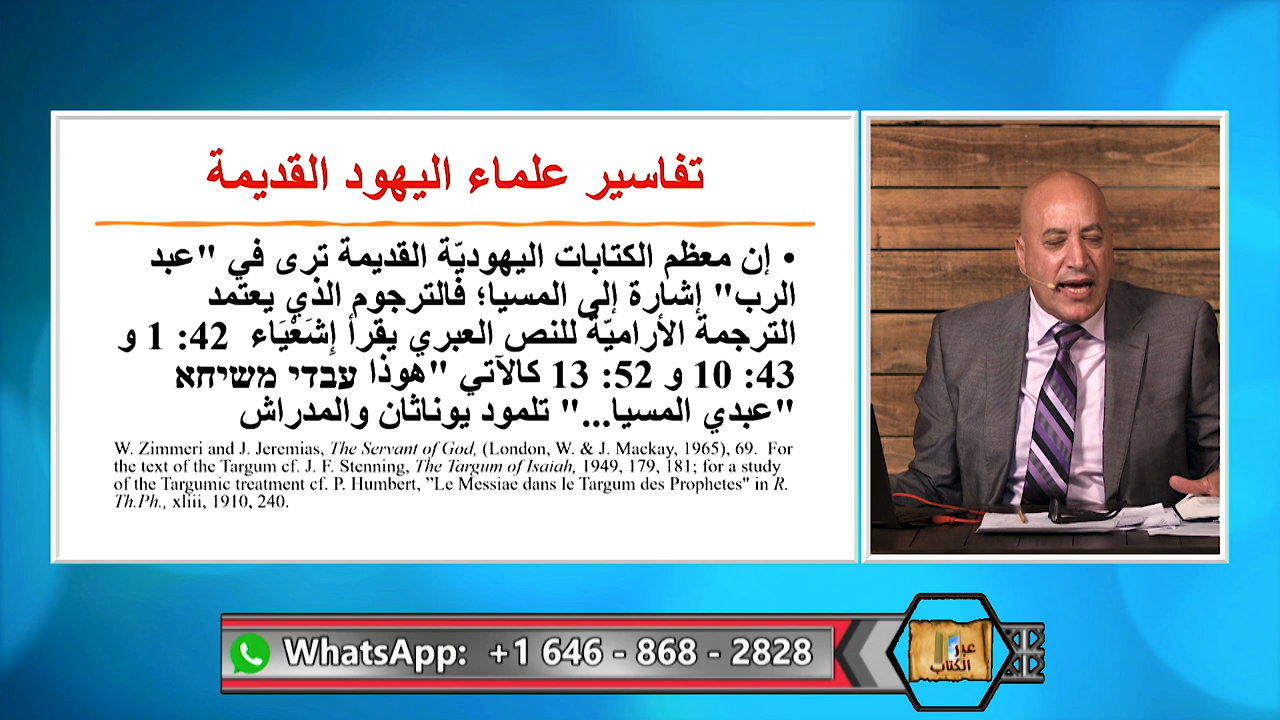 تفاسير علماء اليهود القديمة
• إن معظم الكتابات اليهوديّة القديمة ترى في "عبد
الرب" إشارة إلى المسيا؛ فالترجوم الذي يعتمد
الترجمة الأراميّة للنص العبري يقرأ إِشَعْيَاء 42: 1 و
43: 10 و 52: 13 كالآتي "هوذا עבדי משיחא
"عبدي المسيا..." تلمود يوناثان والمدراش
W. Zimmeri and J. Jeremias, The Servant of God, (London, W. & J. Mackay, 1965), 69. For
the text of the Targum cf. J. F. Stenning, The Targum of Isaiah, 1949, 179, 181; for a study
of the Targumic treatment cf. P. Humbert, "Le Messiae dans le Targum des Prophetes" in R.
Th.Ph., xliii, 1910, 240.
WhatsApp: +1 646 - 868 - 2828
عبر
الكتاب